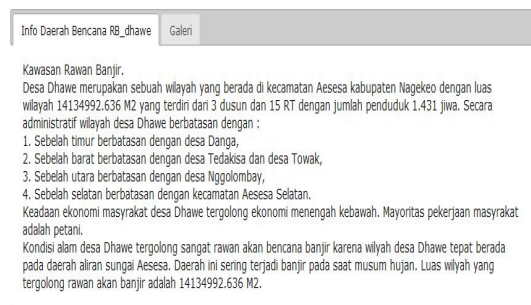 Info Daerah Bencana RB_dhawe
Galeri
Kawasan Rawan Banjir.
Desa Dhawe merupakan sebuah wilayah yang berada di kecamatan Aesesa kabupaten Nagekeo dengan luas
wilayah 14134992.636 M2 yang terdiri dari 3 dusun dan 15 RT dengan jumlah penduduk 1.431 jiwa. Secara
administratif wilayah desa Dhawe berbatasan dengan :
1. Sebelah timur berbatasan dengan desa Danga,
2. Sebelah barat berbatasan dengan desa Tedakisa dan desa Towak,
3. Sebelah utara berbatasan dengan desa Nggolombay,
4. Sebelah selatan berbatasan dengan kecamatan Aesesa Selatan.
Keadaan ekonomi masyrakat desa Dhawe tergolong ekonomi menengah kebawah. Mayoritas pekerjaan masyrakat
adalah petani.
Kondisi alam desa Dhawe tergolong sangat rawan akan bencana banjir karena wilyah desa Dhawe tepat berada
pada daerah aliran sungai Aesesa. Daerah ini sering terjadi banjir pada saat musum hujan. Luas wilyah yang
tergolong rawan akan banjir adalah 14134992.636 M2.